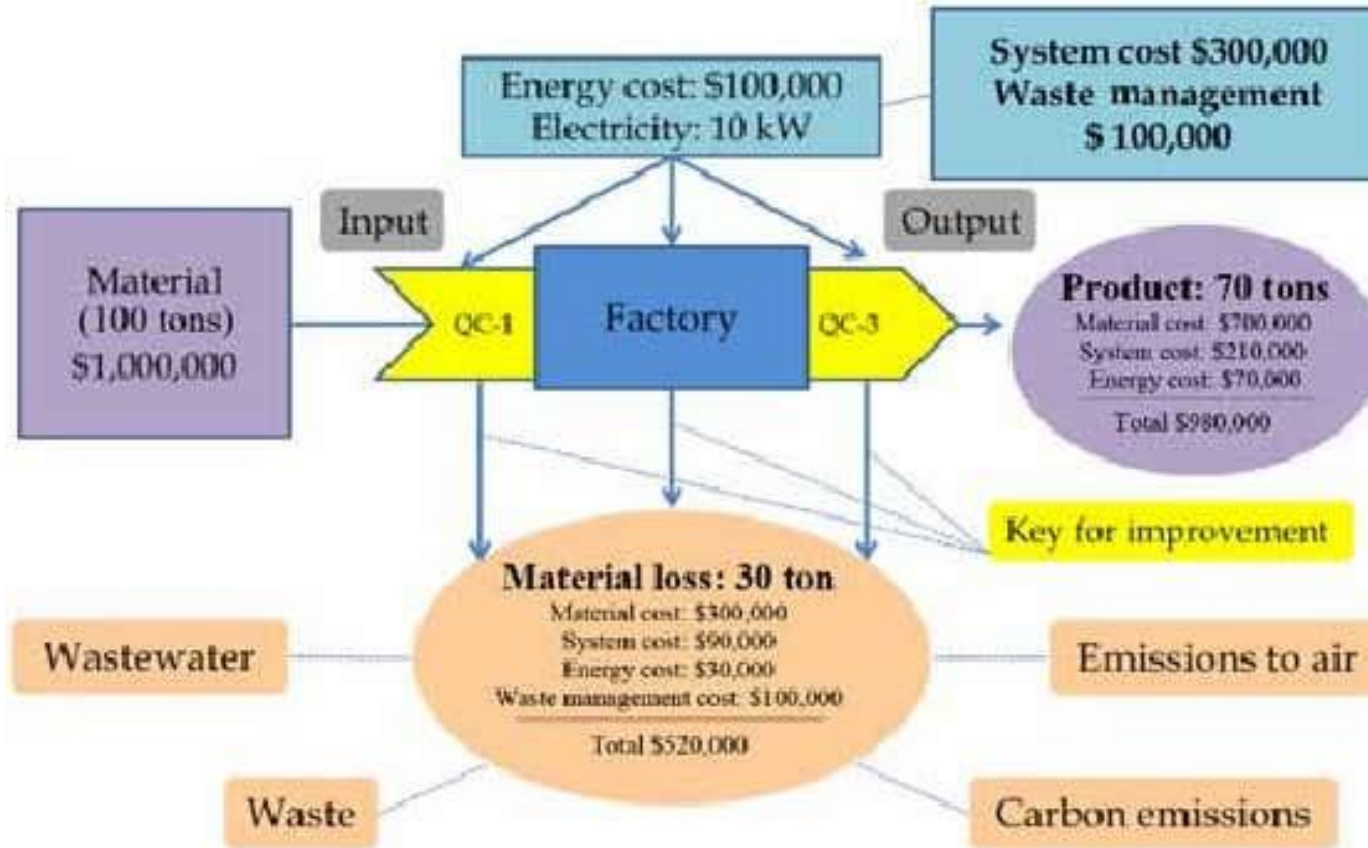 Energy cost: $100,000
Electricity: 10 kW
System cost $300,000
Waste management
$ 100,000
Input
Output
Material
(100 tons)
$1,000,000
QC-1
Factory
QC-3
Product: 70 tons
Material cost: $700,000
System cost: $210,000
Energy cost: $70,000
Total $980,000
Key for improvement
Material loss: 30 ton
Material cost: $300,000
System cost: $90,000
Energy cost: $30,000
Waste management cost: $100,000
Total $520,000
Wastewater
Emissions to air
Waste
Carbon emissions